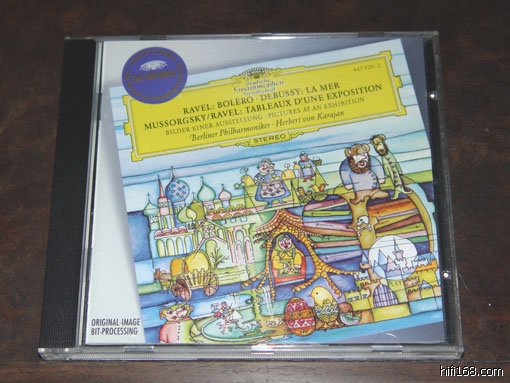 Deutsche
Grammophon
447 426-2
RAVEL: BOLÉRO · DEBUSSY: LA MER
MUSSORGSKY/RAVEL: TABLEAUX D'UNE EXPOSITION
BILDER EINER AUSSTELLUNG · PICTURES AT AN EXHIBITION
Berliner Philharmoniker · Herbert von Karajan
STEREO
ORIGINAL-IMAGE
BIT-PROCESSING
hifi168.com